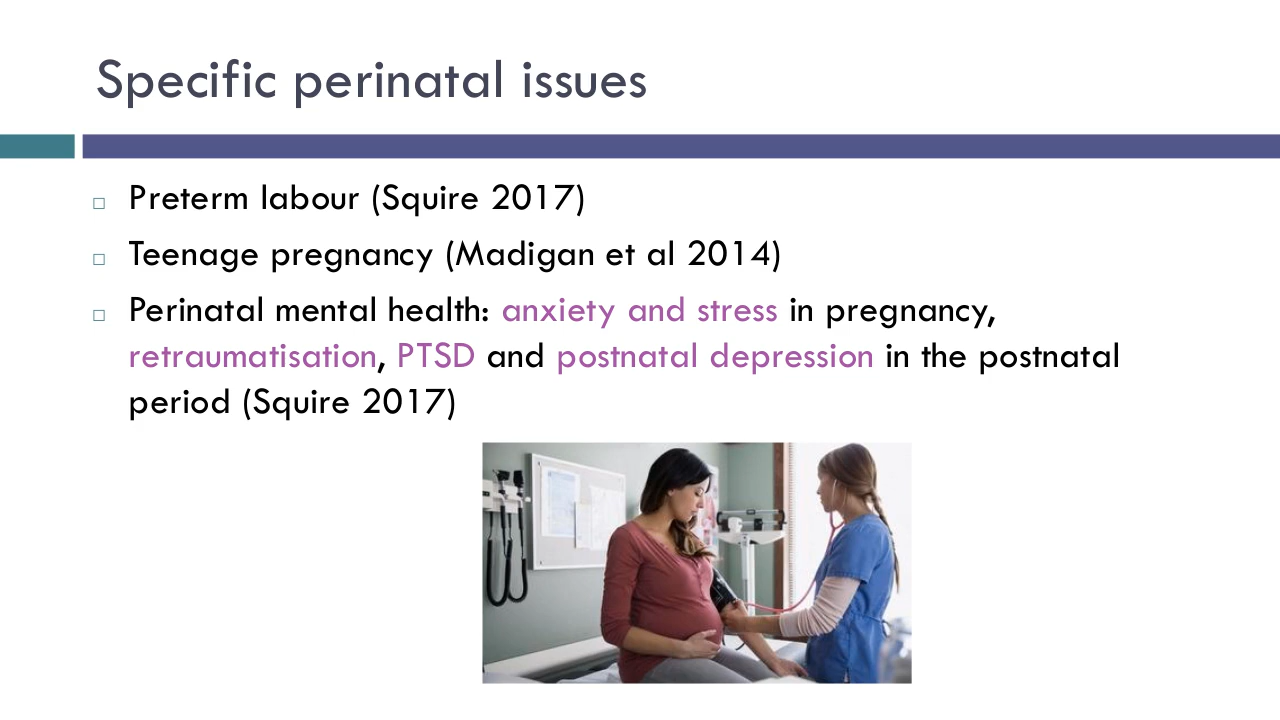 Specific perinatal issues
Preterm labour (Squire 2017)
Teenage pregnancy (Madigan et al 2014)
Perinatal mental health: anxiety and stress in pregnancy,
retraumatisation, PTSD and postnatal depression in the postnatal
period (Squire 2017)